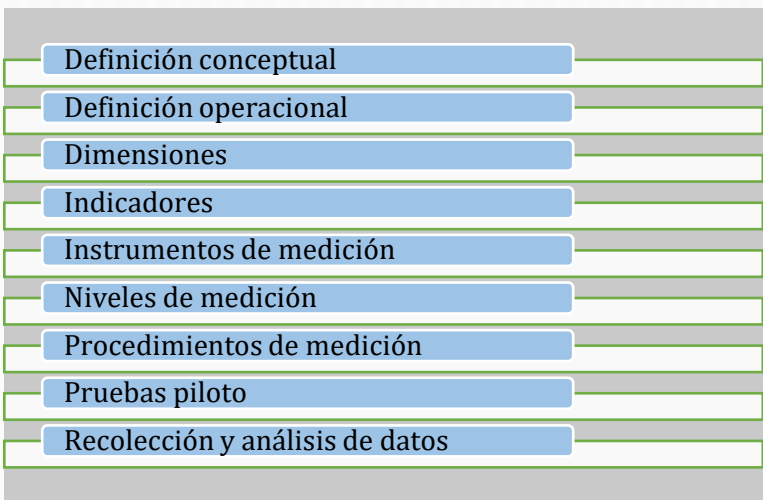 Definición conceptual
Definición operacional
Dimensiones
Indicadores
Instrumentos de medición
Niveles de medición
Procedimientos de medición
Pruebas piloto
Recolección y análisis de datos